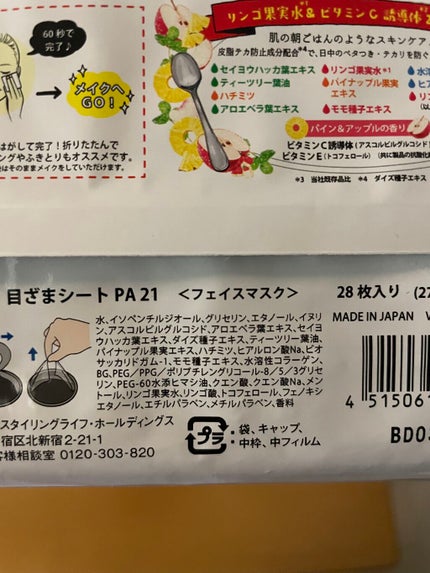 リンゴ果実水&ビタミンC誘導体
60秒で
完了♪
肌の朝ごはんのようなスキンケア
皮脂テカ防止成分配合*4で、日中のベタつき・テカリを防ぐ
メイクへ
GO!
セイヨウハッカ葉エキス
リンゴ果実水*1
ティーツリー葉油
パイナップル果実
エキス
ハチミツ
アロエベラ葉エキス
モモ種子エキス
パイン&アップルの香り
はがして完了!折りたたんで
ングやふきとりもオススメです。
はそのままメイクをしていただけます。
ビタミンC誘導体(アスコルビルグルコシド)
ビタミンE(トコフェロール)
*3 当社既存品比 *4 ダイズ種子エキス
目ざまシート PA 21 <フェイスマスク>
28枚入り (27
MADE IN JAPAN
水、イソペンチルジオール、グリセリン、エタノール、イヌリ
ン、アスコルビルグルコシド、アロエベラ葉エキス、セイヨ
ウハッカ葉エキス、ダイズ種子エキス、ティーツリー葉油、
パイナップル果実エキス、ハチミツ、ヒアルロン酸Na、ビオ
サッカリドガム-1、モモ種子エキス、水溶性コラーゲン、
BG、PEG/PPG/ポリブチレングリコール-8/5/3グリセ
リン、PEG-60水添ヒマシ油、クエン酸、クエン酸Na、メン
トール、リンゴ果実水、リンゴ酸、トコフェロール、フェノキシ
エタノール、エチルパラベン、メチルパラベン、香料
スタイリングライフ・ホールディングス
宿区北新宿2-21-1
客様相談室 0120-303-820
プラ
:袋、キャップ、
中枠、中フィルム
4 515061